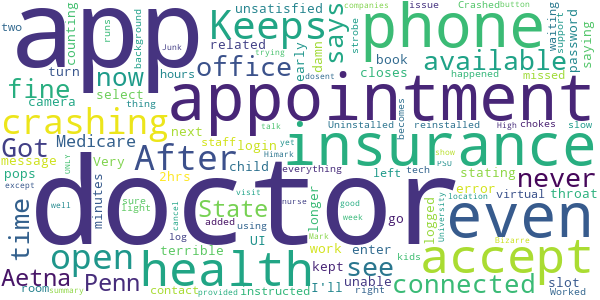 app
doctor
appointment
insurance
phone
health
even
accept
crashing
Keeps
says
available
office
connected
After
open
see
never
now
fine
Got
time
State
Aetna
Penn
Medicare
unsatisfied
related
early
damn
strobe
companies
Crashed
button
issue
trying
dosent
happened
waiting
support
password
saying
two
counting
Junk
runs
background
hours
turn
camera
select
thing
closes
book
missed
Uninstalled
reinstalled
becomes
High
chokes
slow
message
ONLY
minutes
pops
except
Very
2hrs
next
staff
login
child
talk
yet
Himark
everything
left
tech
show
PSU
stating
error
virtual
throat
location
University
Bizarre
logged
longer
go
well
sure
light
cancel
log
added
visit
using
nurse
UI
good
week
work
enter
slot
Worked
room
summary
terrible
contact
provided
kept
instructed
Mark
I'll
unable
right
kids